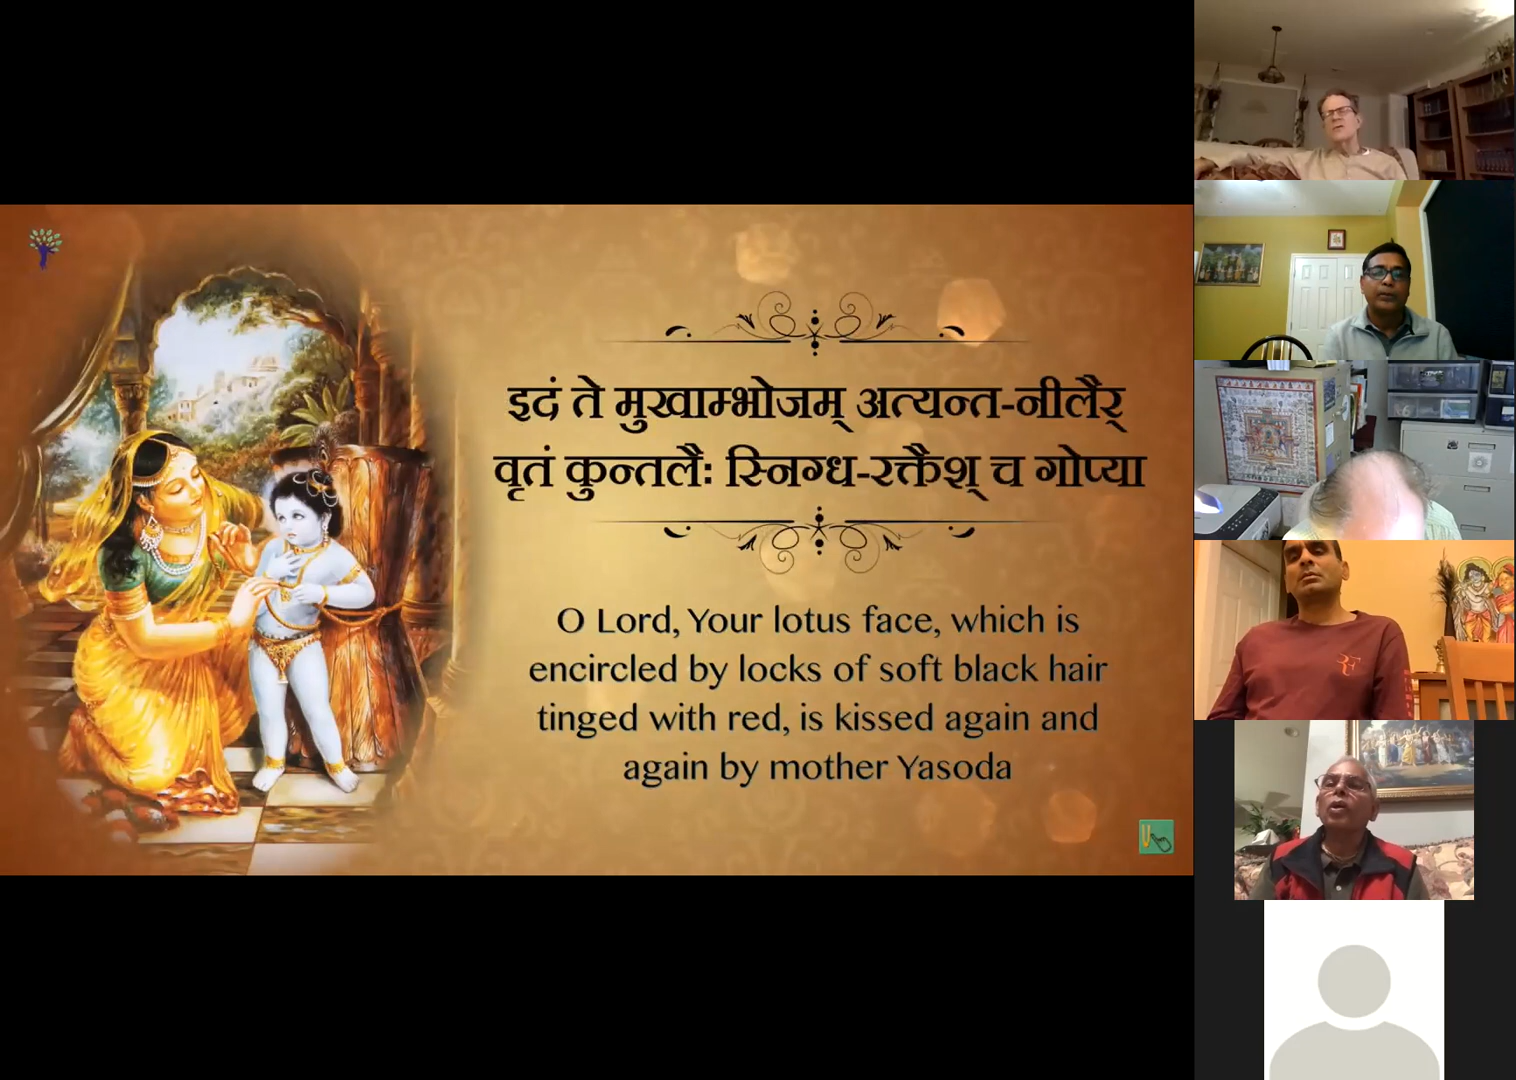 इदं ते मुखाम्भोजम् अत्यन्त-नीलैर्
वृतं कुन्तलैः स्निग्ध-रक्तैश् च गोप्या
O Lord, Your lotus face, which is
encircled by locks of soft black hair
tinged with red, is kissed again and
again by mother Yasoda